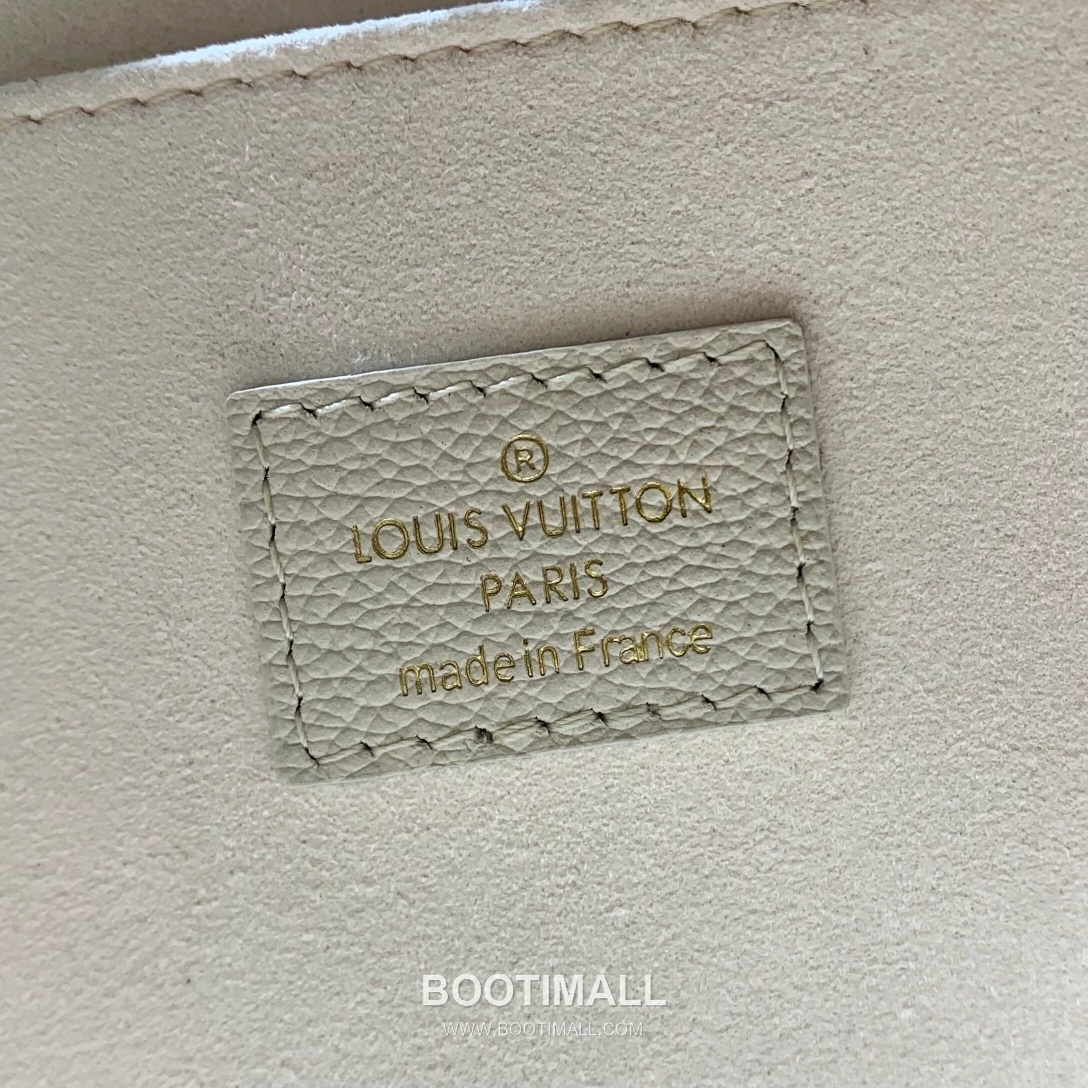 ®
LOUIS VUITTON
PARIS
made in France
BOOTIMALL
WWW.BOOTIMALL.COM